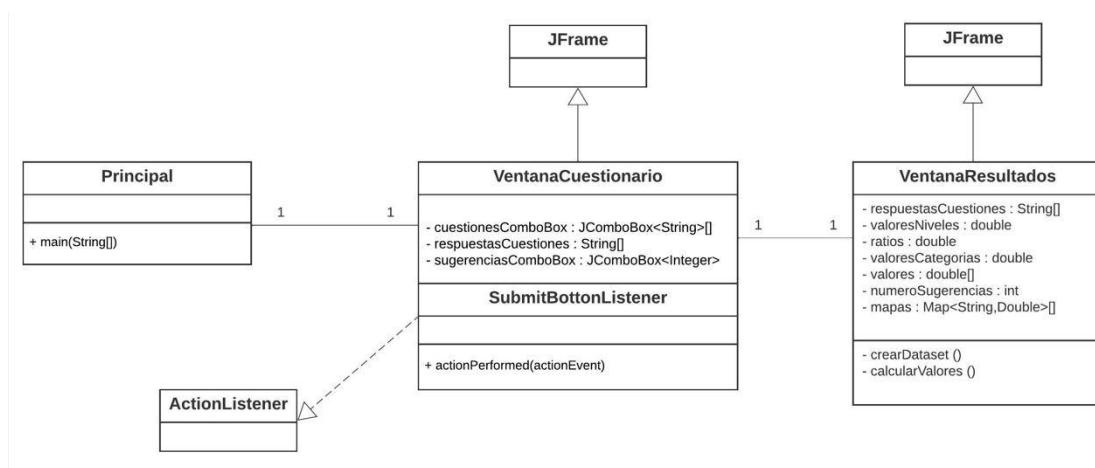 JFrame
JFrame
Principal
+ main(String[])
1
1
VentanaCuestionario
- cuestionesComboBox : JComboBox<String>[]
- respuestasCuestiones : String[]
- sugerenciasComboBox : JComboBox<Integer>
SubmitBottonListener
+ actionPerformed(actionEvent)
1
1
VentanaResultados
- respuestasCuestiones : String[]
- valoresNiveles : double
- ratios : double
- valoresCategorias : double
- valores : double[]
- numeroSugerencias : int
- mapas : Map<String,Double>[]
- crearDataset ()
- calcularValores ()
ActionListener